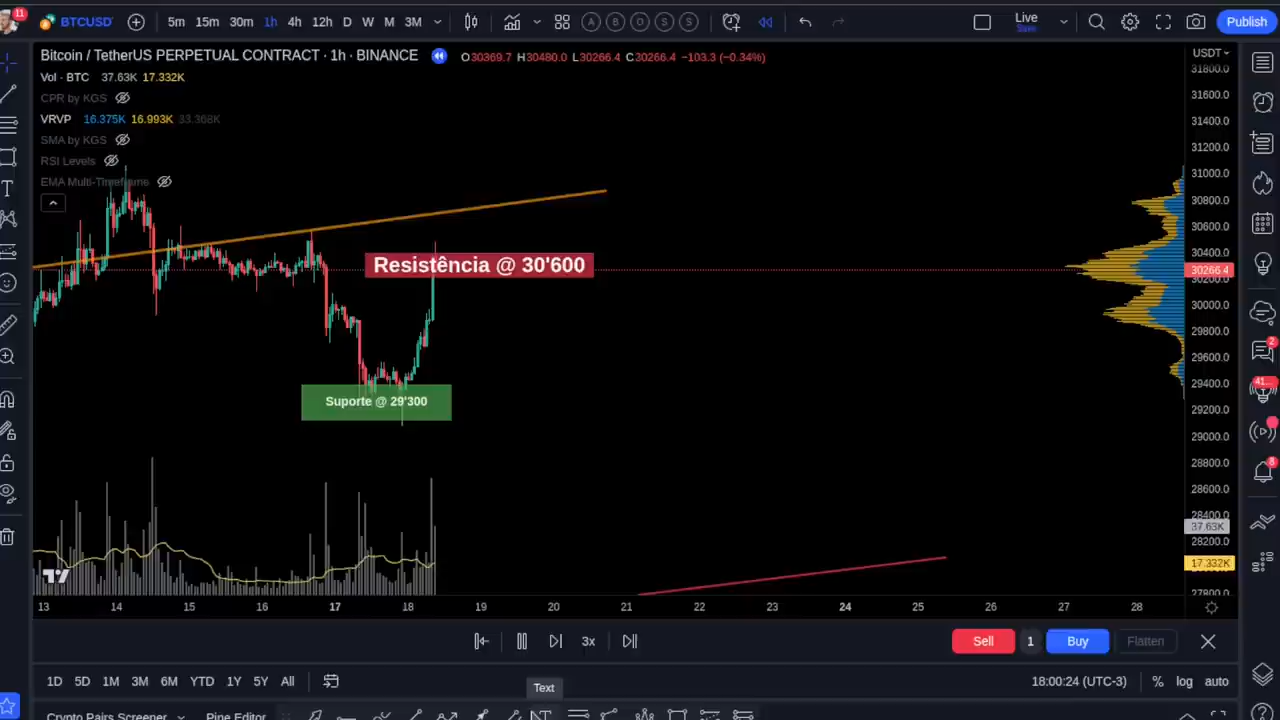 11
BTCUSD
5m 15m 30m 1h 4h 12h D W M 3M
A B O S S
Live
Save
Publish
Bitcoin / TetherUS PERPETUAL CONTRACT · 1h · BINANCE
O30369.7 H30480.0 L30266.4 C30266.4 −103.3 (−0.34%)
USDT
Vol · BTC 37.63K 17.332K
CPR by KGS
VRVP 16.375K 16.993K 33.368K
SMA by KGS
RSI Levels
EMA Multi-Timeframe
31800.0
31600.0
31400.0
31200.0
31000.0
30800.0
30600.0
30400.0
30266.4
30200.0
30000.0
29800.0
29600.0
29400.0
29200.0
29000.0
28800.0
28600.0
28400.0
37.63K
28200.0
17.332K
27800.0
Resistência @ 30'600
Suporte @ 29'300
2
41
8
13 14 15 16 17 18 19 20 21 22 23 24 25 26 27 28
3x
Sell 1 Buy Flatten
1D 5D 1M 3M 6M YTD 1Y 5Y All
18:00:24 (UTC-3) % log auto
Text
Crypto Pairs Screener Pine Editor